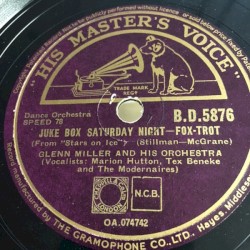 "HIS MASTER'S VOICE"
TRADE MARK
REGD
Dance Orchestra
SPEED 78
B.D.5876
JUKE BOX SATURDAY NIGHT—FOX-TROT
(From "Stars on Ice") (Stillman—McGrane)
GLENN MILLER AND HIS ORCHESTRA
(Vocalists: Marion Hutton, Tex Beneke
and The Modernaires)
N.C.B.
OA.074742
THE GRAMOPHONE CO. LTD. Hayes, Middlesex